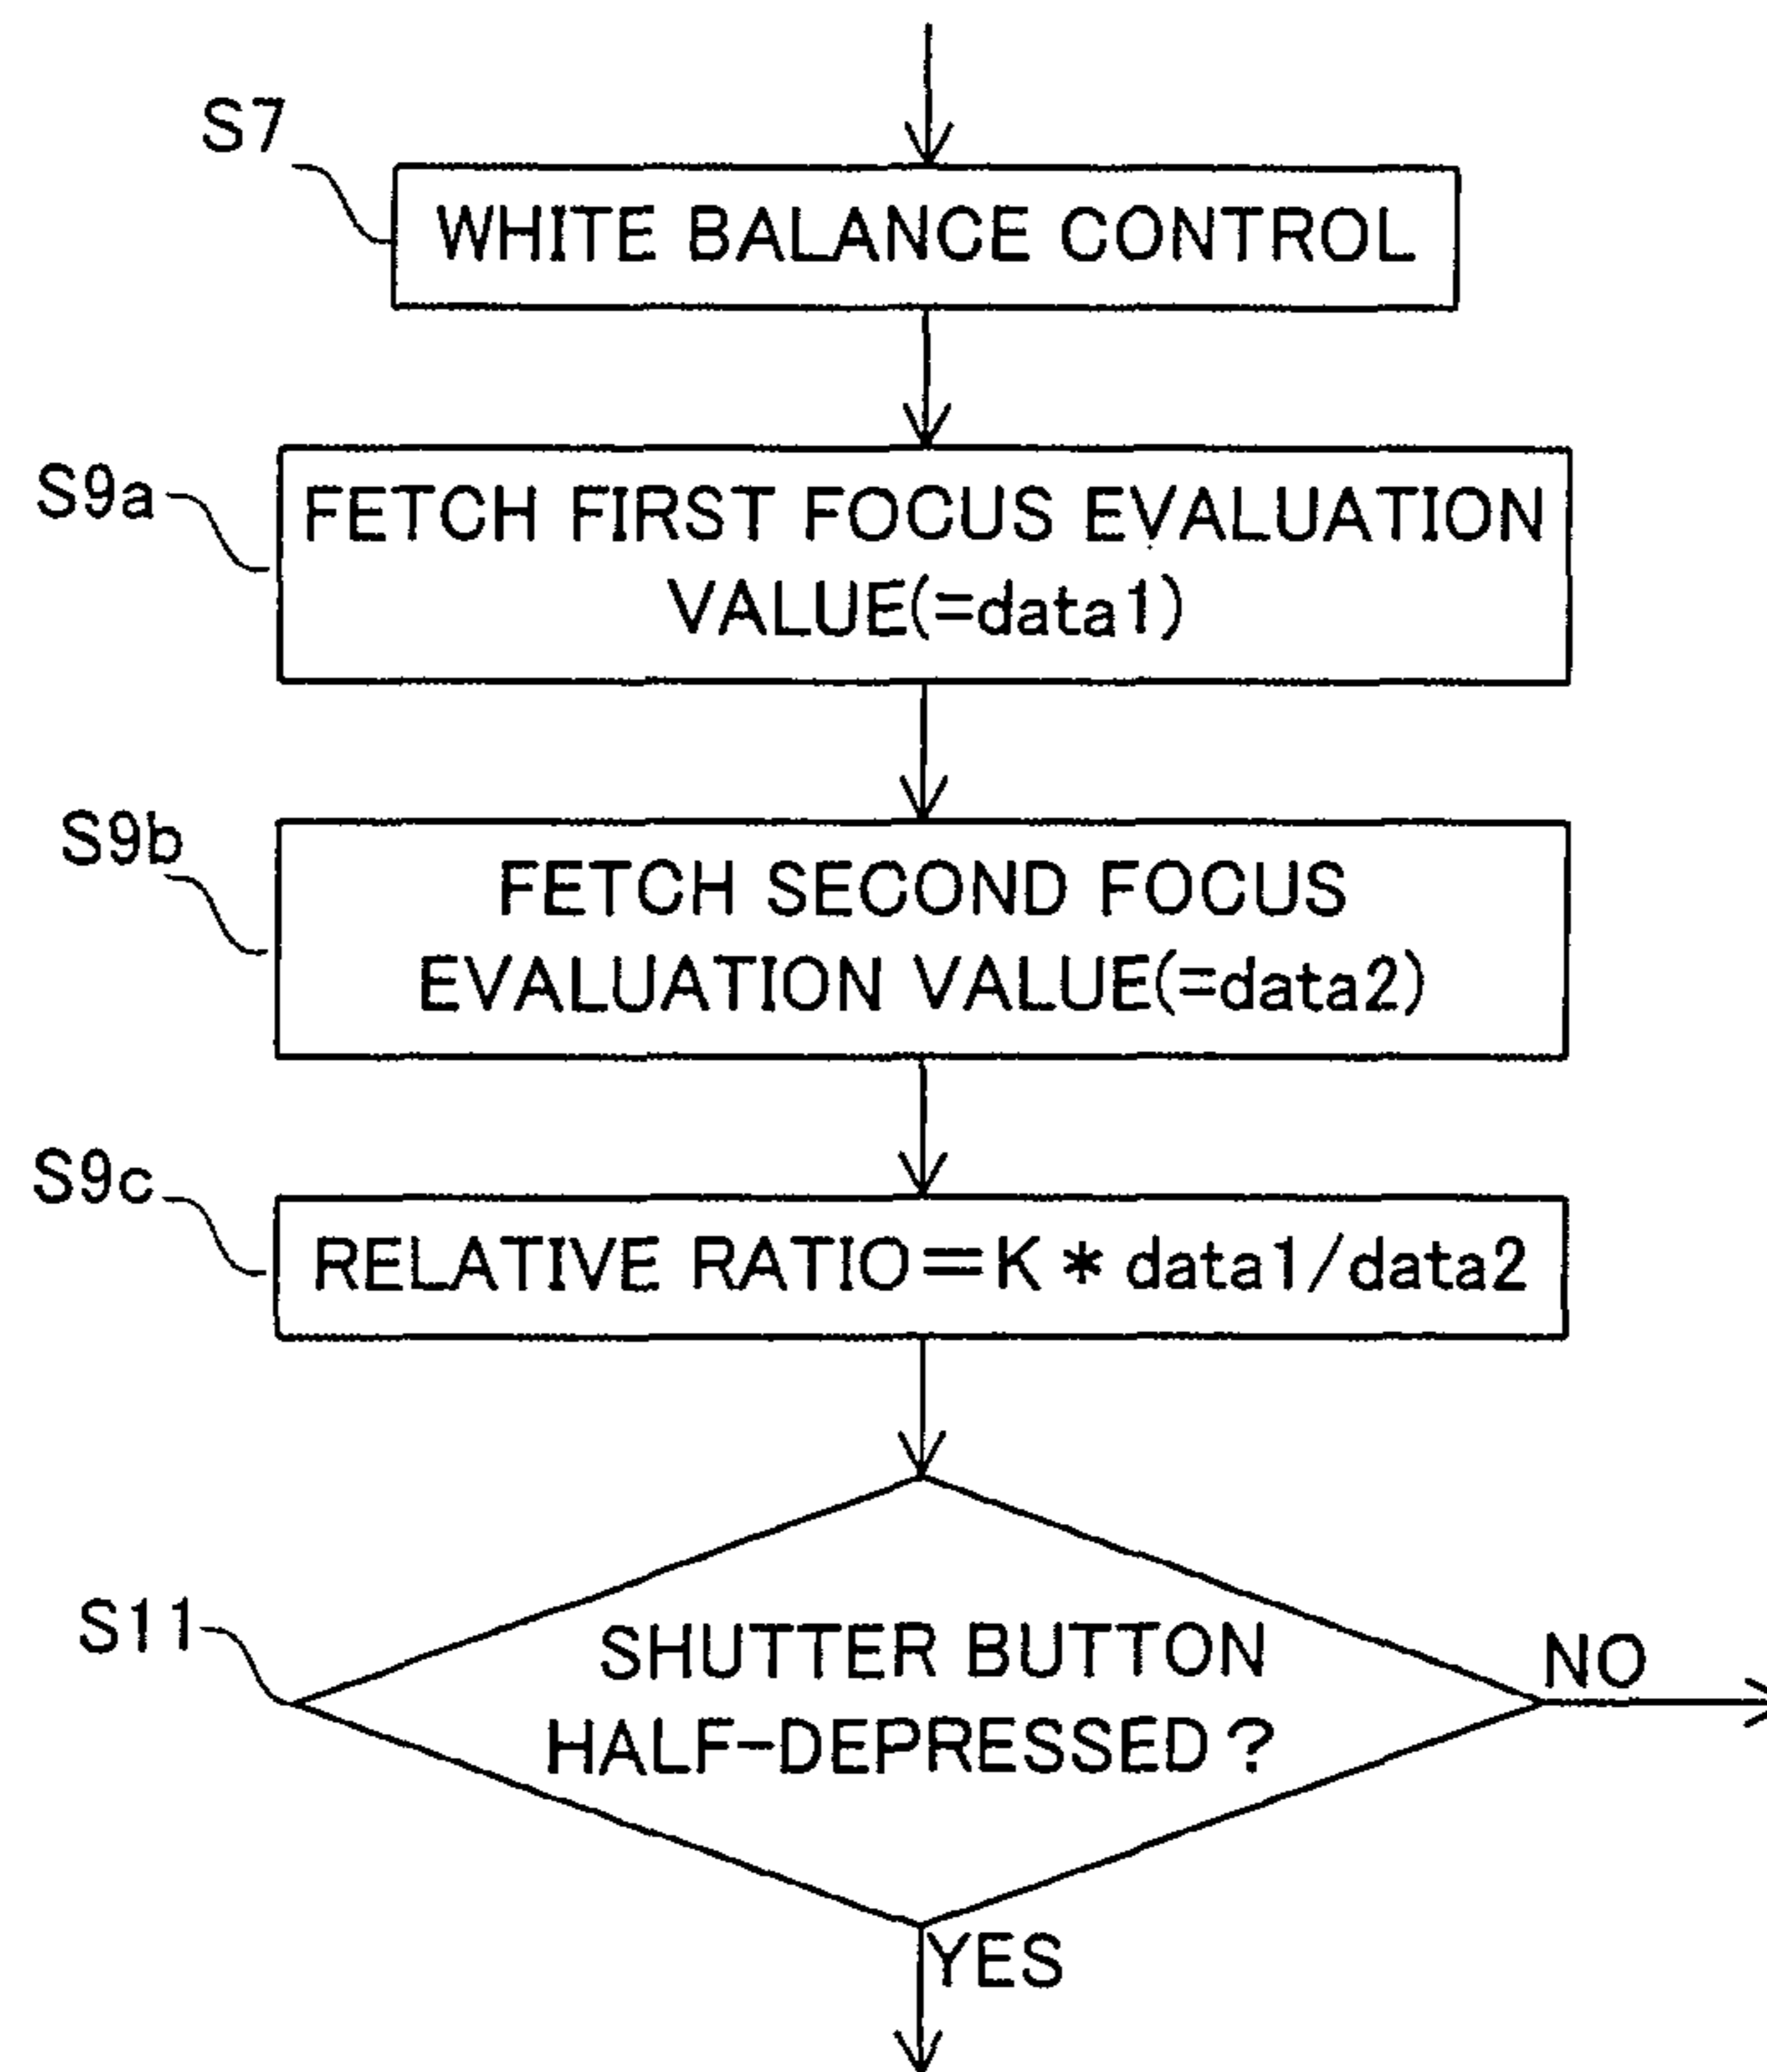 S7
WHITE BALANCE CONTROL
S9a
FETCH FIRST FOCUS EVALUATION
VALUE(=data1)
S9b
FETCH SECOND FOCUS
EVALUATION VALUE(=data2)
S9c
RELATIVE RATIO=K * data1/data2
S11
SHUTTER BUTTON
HALF-DEPRESSED?
NO
YES